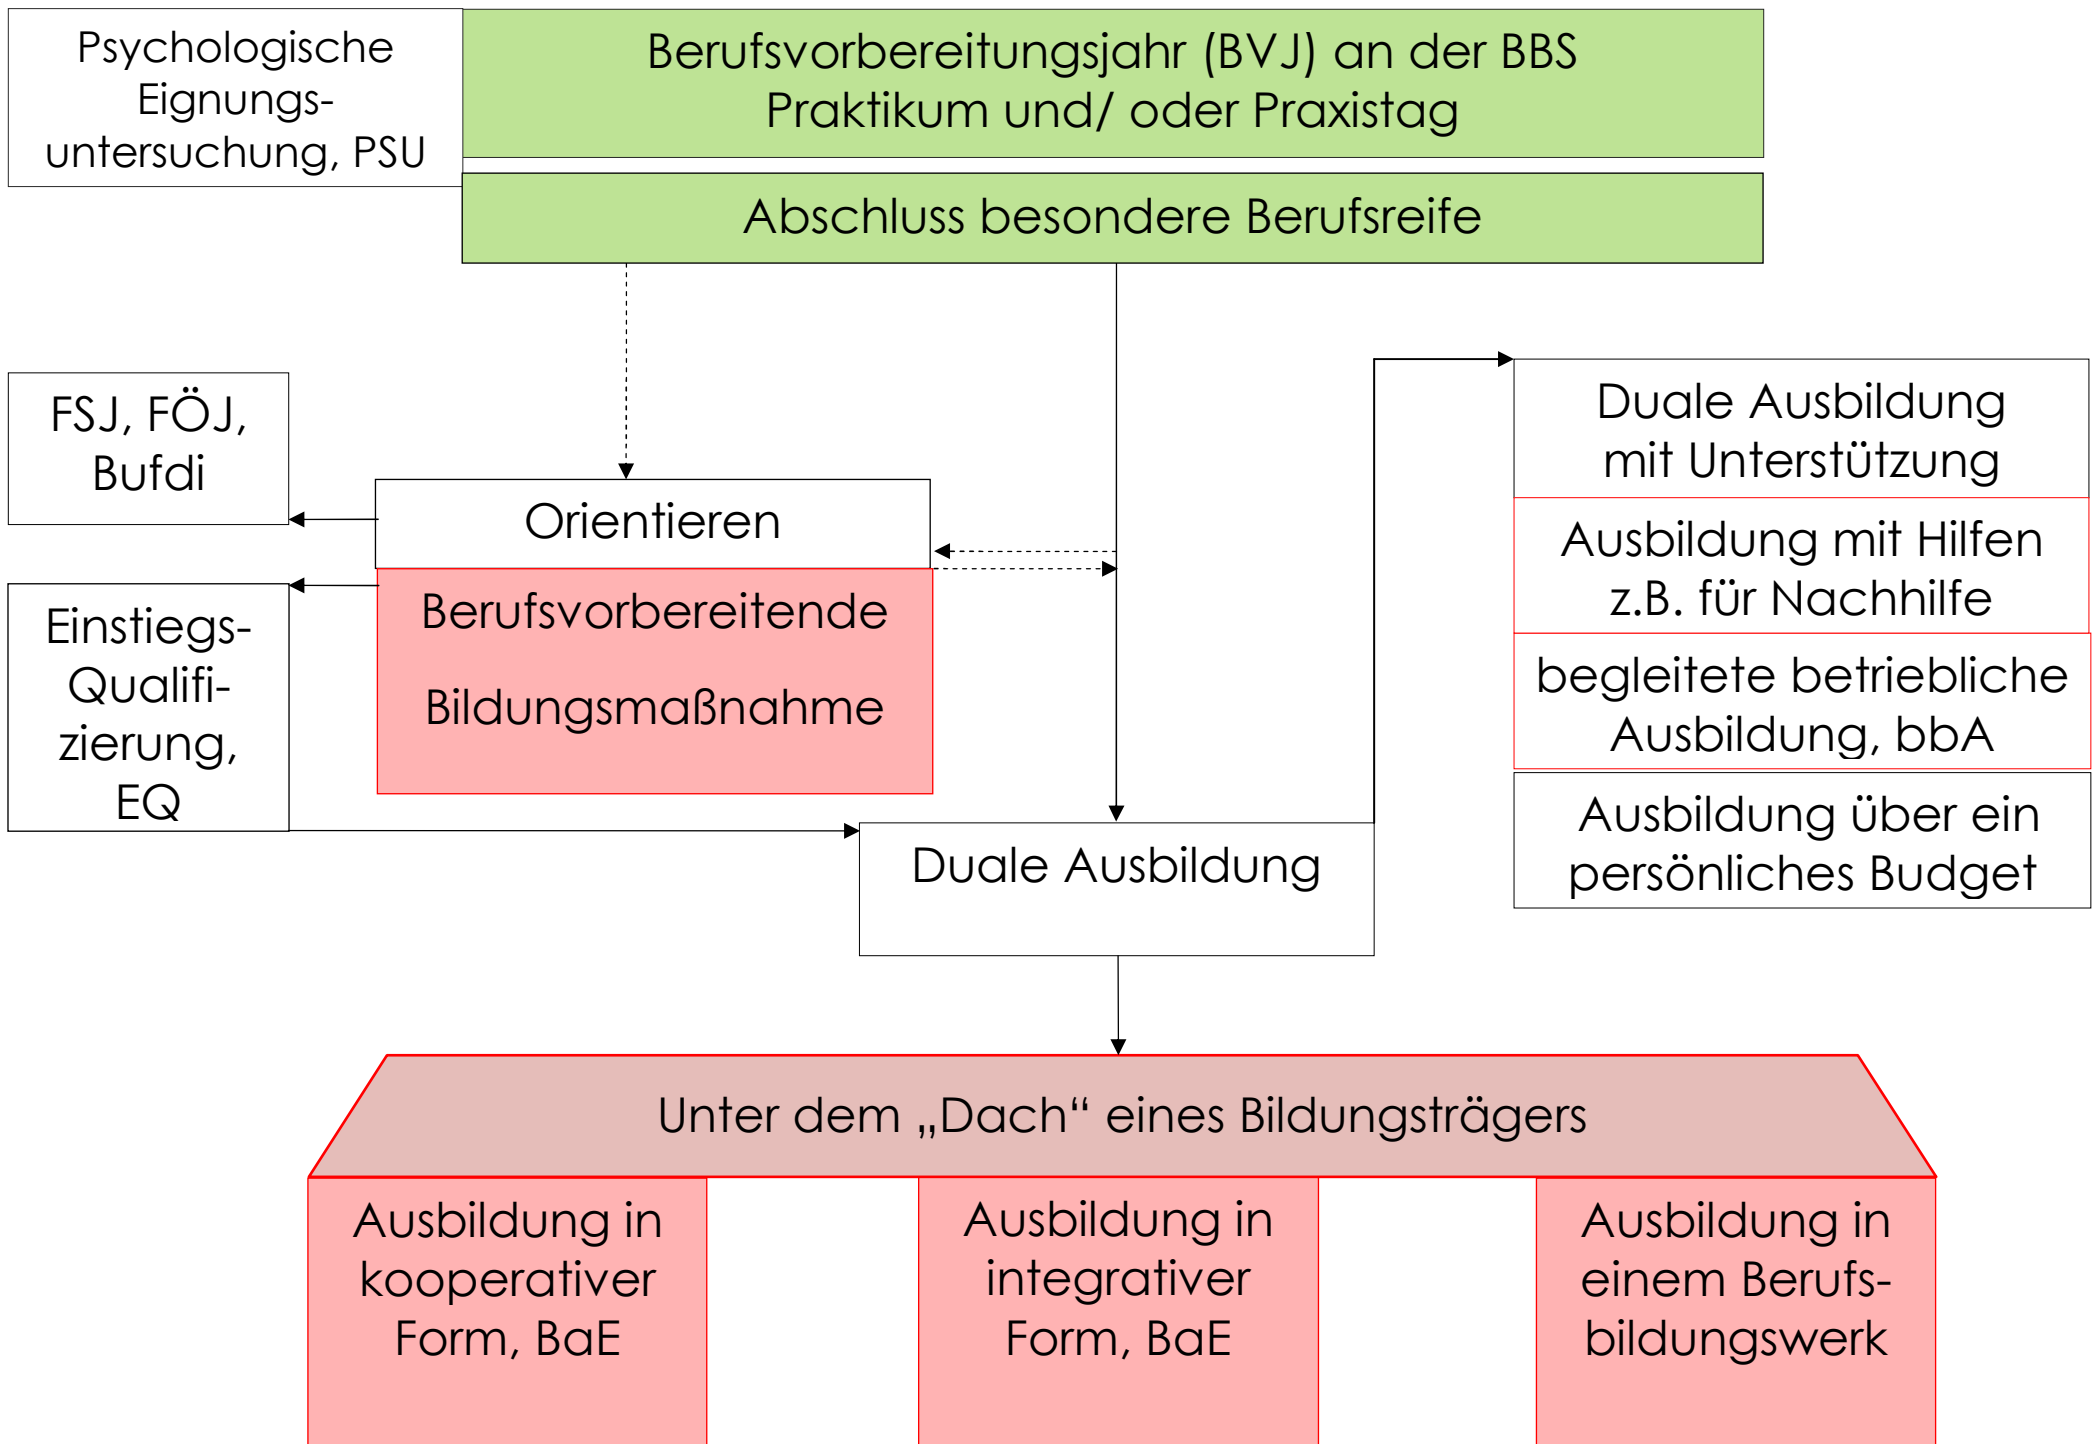 Psychologische
Eignungs-
untersuchung, PSU
Berufsvorbereitungsjahr (BVJ) an der BBS
Praktikum und/ oder Praxistag
Abschluss besondere Berufsreife
FSJ, FÖJ,
Bufdi
Orientieren
Berufsvorbereitende
Bildungsmaßnahme
Einstiegs-
Qualifi-
zierung,
EQ
Duale Ausbildung
mit Unterstützung
Ausbildung mit Hilfen
z.B. für Nachhilfe
begleitete betriebliche
Ausbildung, bbA
Ausbildung über ein
persönliches Budget
Duale Ausbildung
Unter dem „Dach“ eines Bildungsträgers
Ausbildung in
kooperativer
Form, BaE
Ausbildung in
integrativer
Form, BaE
Ausbildung in
einem Berufs-
bildungswerk